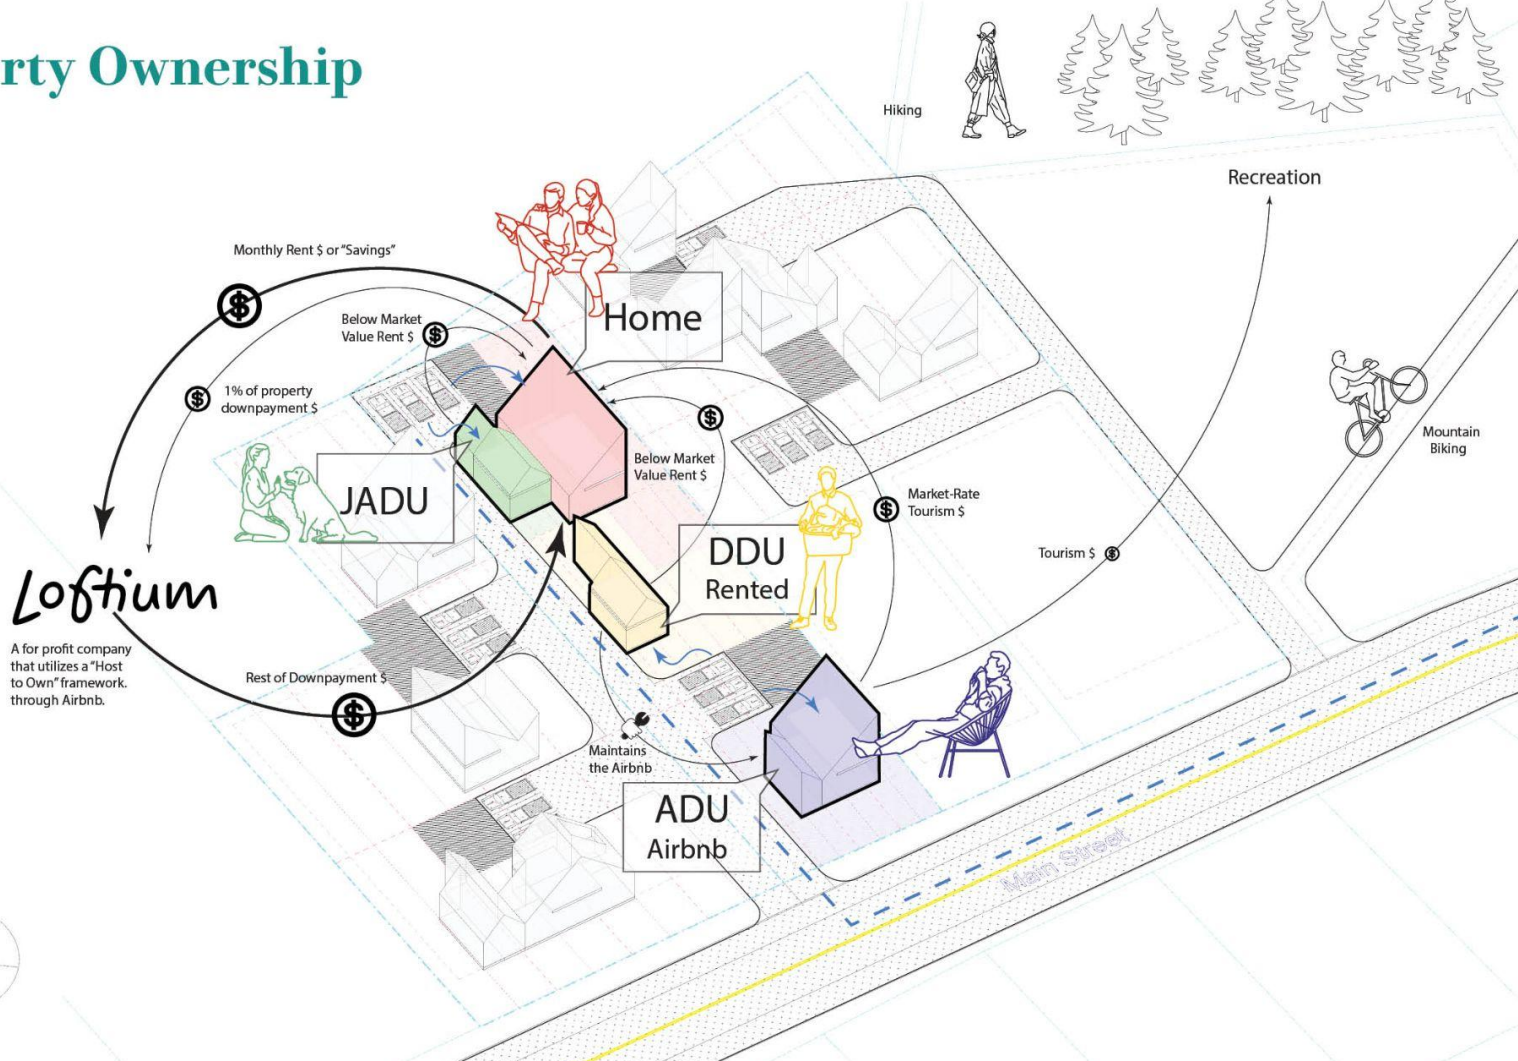 rty Ownership
Hiking
Recreation
Monthly Rent $ or "Savings"
$
Below Market
Value Rent $
$
Home
$
1% of property
downpayment $
$
Mountain
Biking
JADU
Below Market
Value Rent $
Market-Rate
Tourism $
$
DDU
Rented
Tourism $
$
Loftium
A for profit company
that utilizes a "Host
to Own" framework.
through Airbnb.
Rest of Downpayment $
$
Maintains
the Airbnb
ADU
Airbnb
Main Street